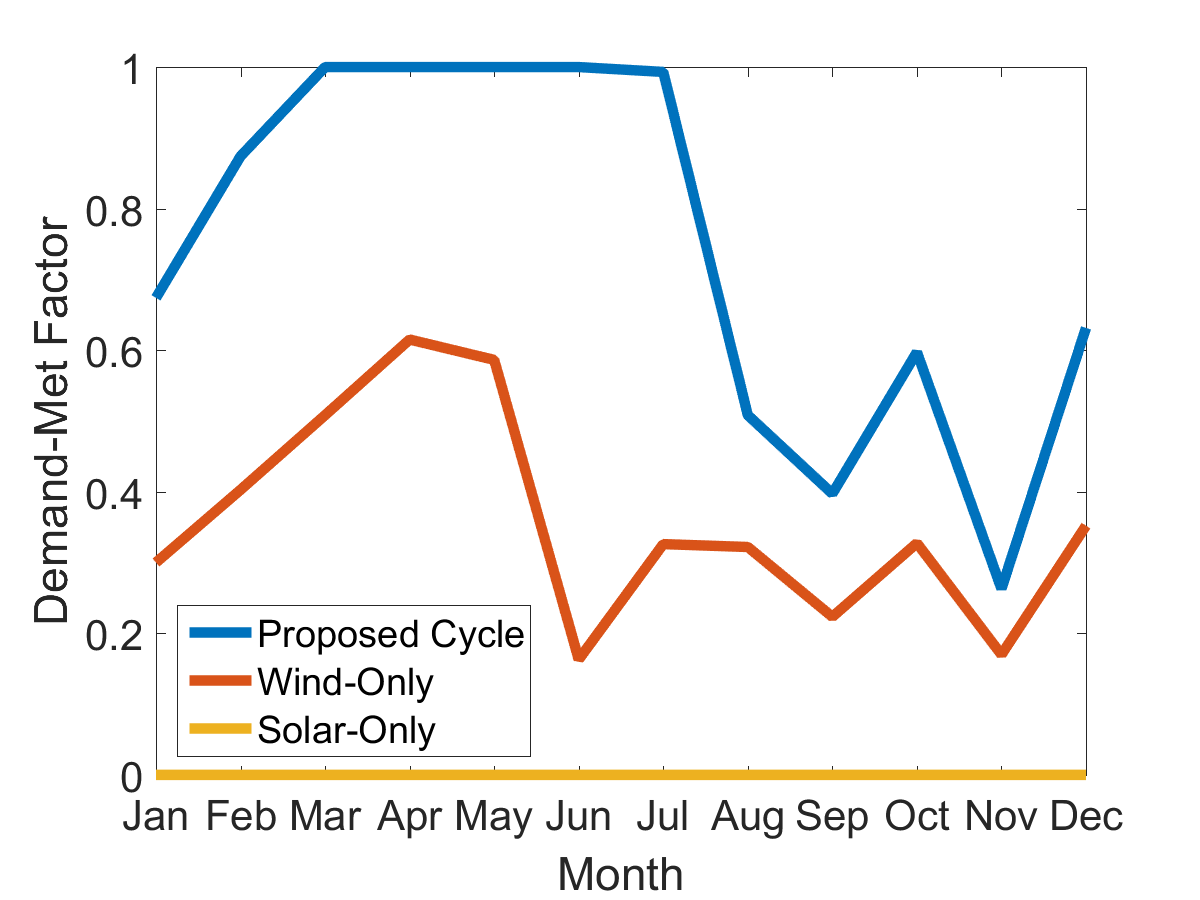 1
0.8
0.6
0.4
0.2
0
Demand-Met Factor
Proposed Cycle
Wind-Only
Solar-Only
Jan Feb Mar Apr May Jun Jul Aug Sep Oct Nov Dec
Month